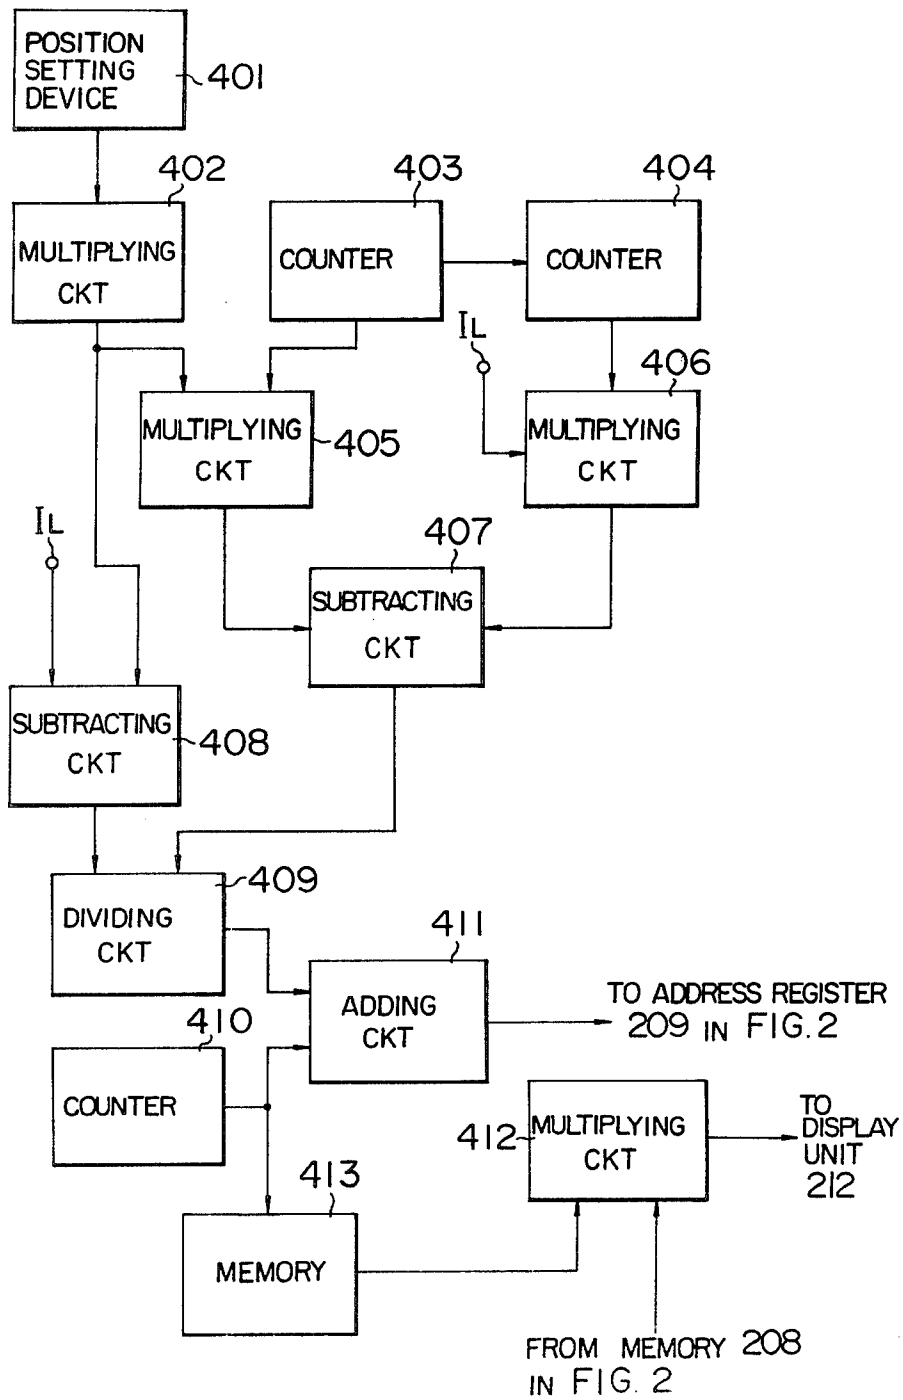 POSITION
SETTING
DEVICE
401
402
403
404
MULTIPLYING
CKT
COUNTER
COUNTER
IL
406
MULTIPLYING
CKT
405
MULTIPLYING
CKT
IL
407
SUBTRACTING
CKT
SUBTRACTING
CKT
408
409
DIVIDING
CKT
411
ADDING
CKT
TO ADDRESS REGISTER
209 IN FIG. 2
410
COUNTER
412
MULTIPLYING
CKT
TO
DISPLAY
UNIT
212
413
MEMORY
FROM MEMORY 208
IN FIG. 2